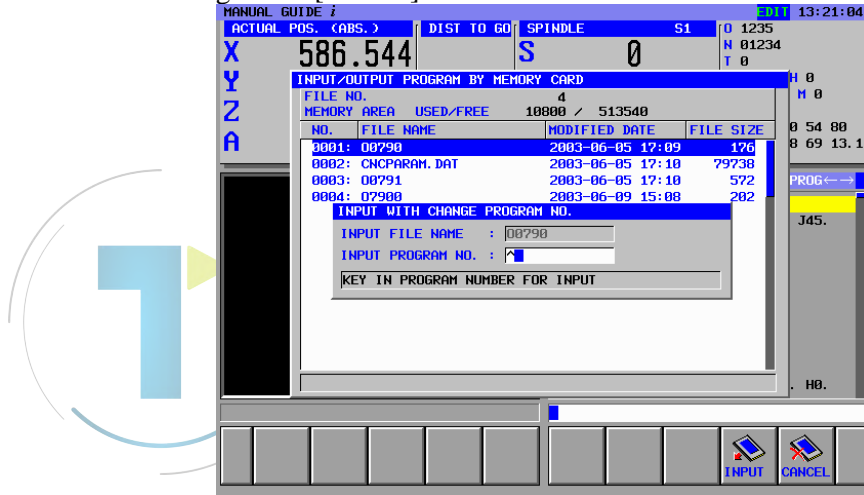 MANUAL GUIDE i EDIT 13:21:04
ACTUAL POS. (ABS.) DIST TO GO SPINDLE S1 O 1235
X 586.544 S 0 N 01234
T 0
Y INPUT/OUTPUT PROGRAM BY MEMORY CARD H 0
FILE NO. 4 M 0
Z MEMORY AREA USED/FREE 10800 / 513540
NO. FILE NAME MODIFIED DATE FILE SIZE 0 54 80
A 0001: O0790 2003-06-05 17:09 176 8 69 13.1
0002: CNCPARAM.DAT 2003-06-05 17:10 79738
0003: O0791 2003-06-05 17:10 572 PROG←→
0004: O7900 2003-06-09 15:08 202
INPUT WITH CHANGE PROGRAM NO. J45.
INPUT FILE NAME : O0790
INPUT PROGRAM NO. : ^
KEY IN PROGRAM NUMBER FOR INPUT
. H0.
INPUT CANCEL